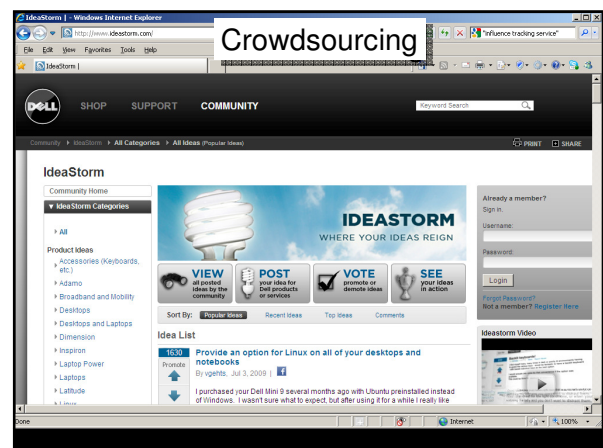 IdeaStorm | - Windows Internet Explorer
http://www.ideastorm.com/
"influence tracking service"
Crowdsourcing
File Edit View Favorites Tools Help
IdeaStorm |
DELL
SHOP SUPPORT COMMUNITY
Keyword Search
Community IdeaStorm All Categories All Ideas (Popular Ideas)
PRINT SHARE
IdeaStorm
Community Home
IdeaStorm Categories
All
Product Ideas
Accessories (Keyboards, etc.)
Adamo
Broadband and Mobility
Desktops
Desktops and Laptops
Dimension
Inspiron
Laptop Power
Laptops
Latitude
Linux
IDEASTORM
WHERE YOUR IDEAS REIGN
VIEW all posted ideas by the community
POST your idea for Dell products or services
VOTE promote or demote ideas
SEE your ideas in action
Sort By: Popular Ideas Recent Ideas Top Ideas Comments
Idea List
1630
Promote
Provide an option for Linux on all of your desktops and
notebooks
By vgehts, Jul 3, 2009 |
I purchased your Dell Mini 9 several months ago with Ubuntu preinstalled instead
of Windows. I wasn't sure what to expect, but after using it for a while I really like
Already a member?
Sign in.
Username:
Password:
Login
Forgot Password?
Not a member? Register Here
Ideastorm Video
Done
Internet
100%